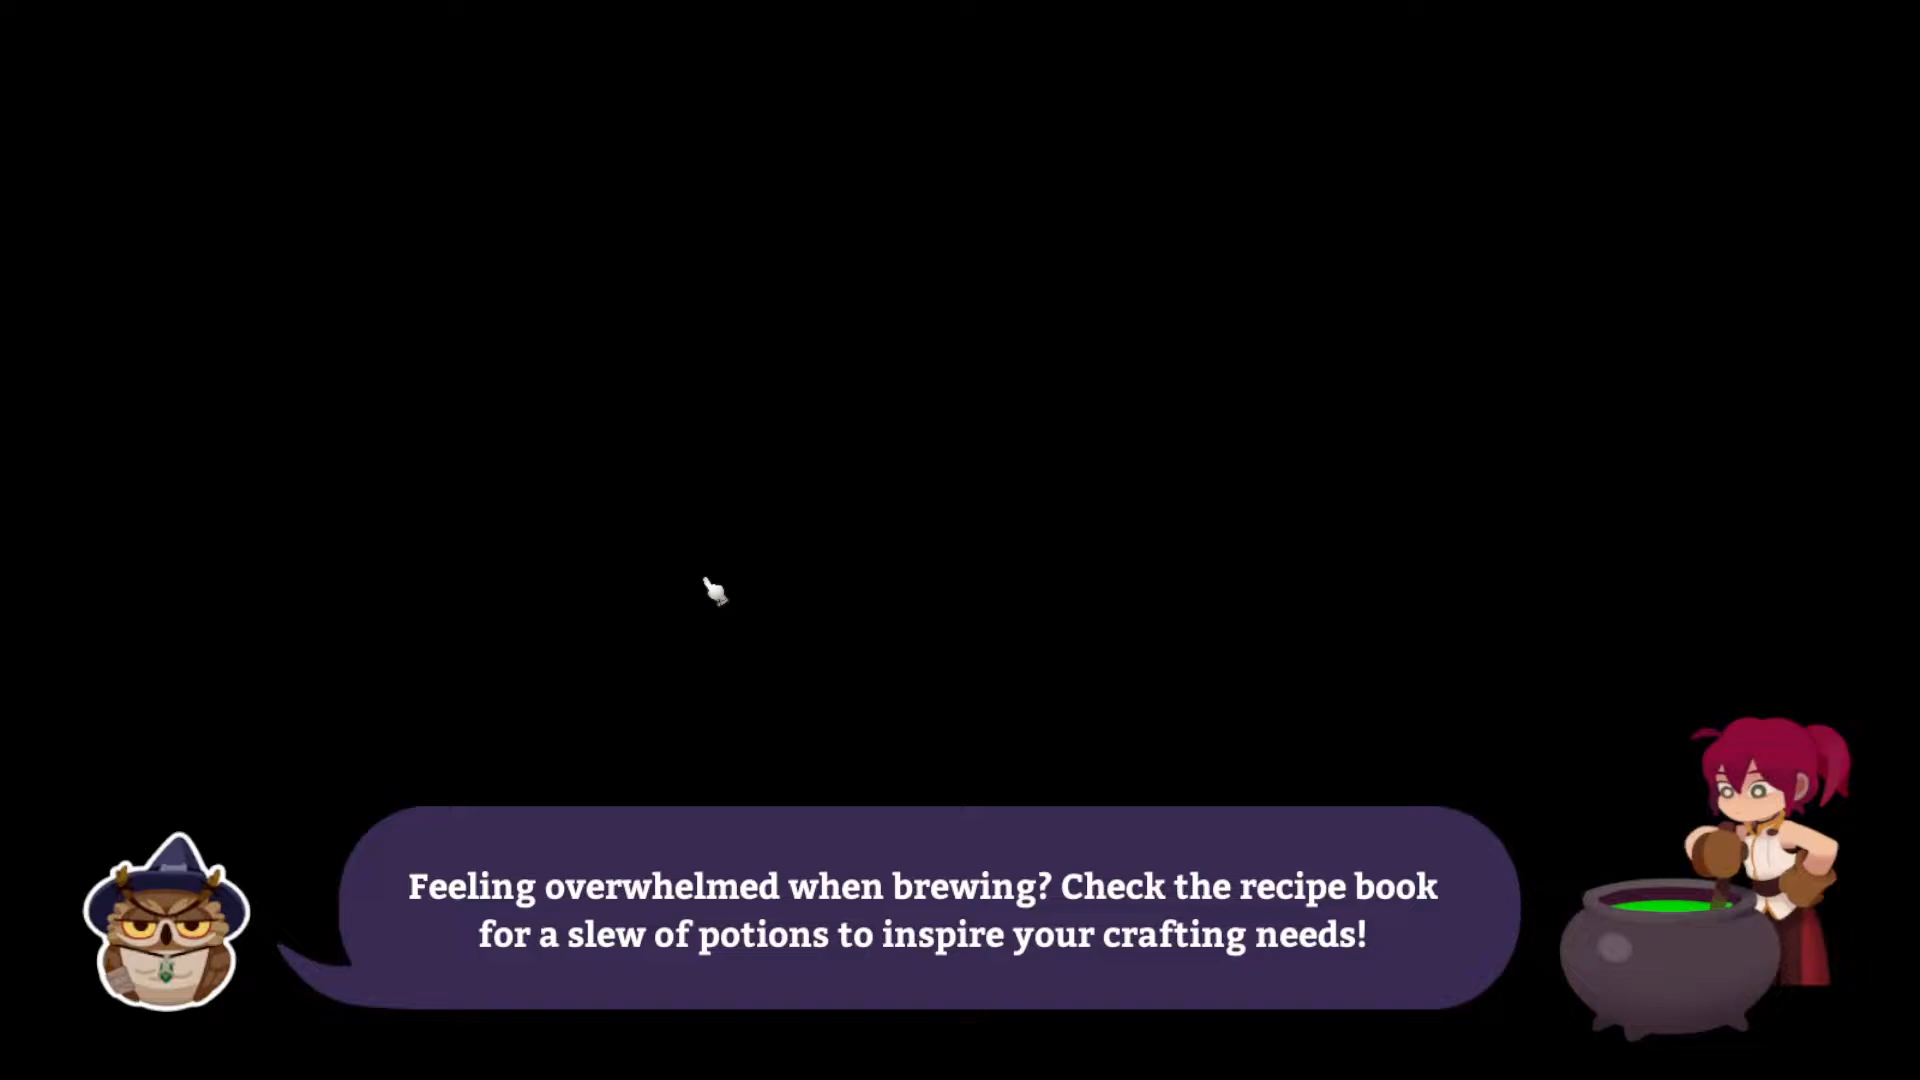 Feeling overwhelmed when brewing? Check the recipe book
for a slew of potions to inspire your crafting needs!